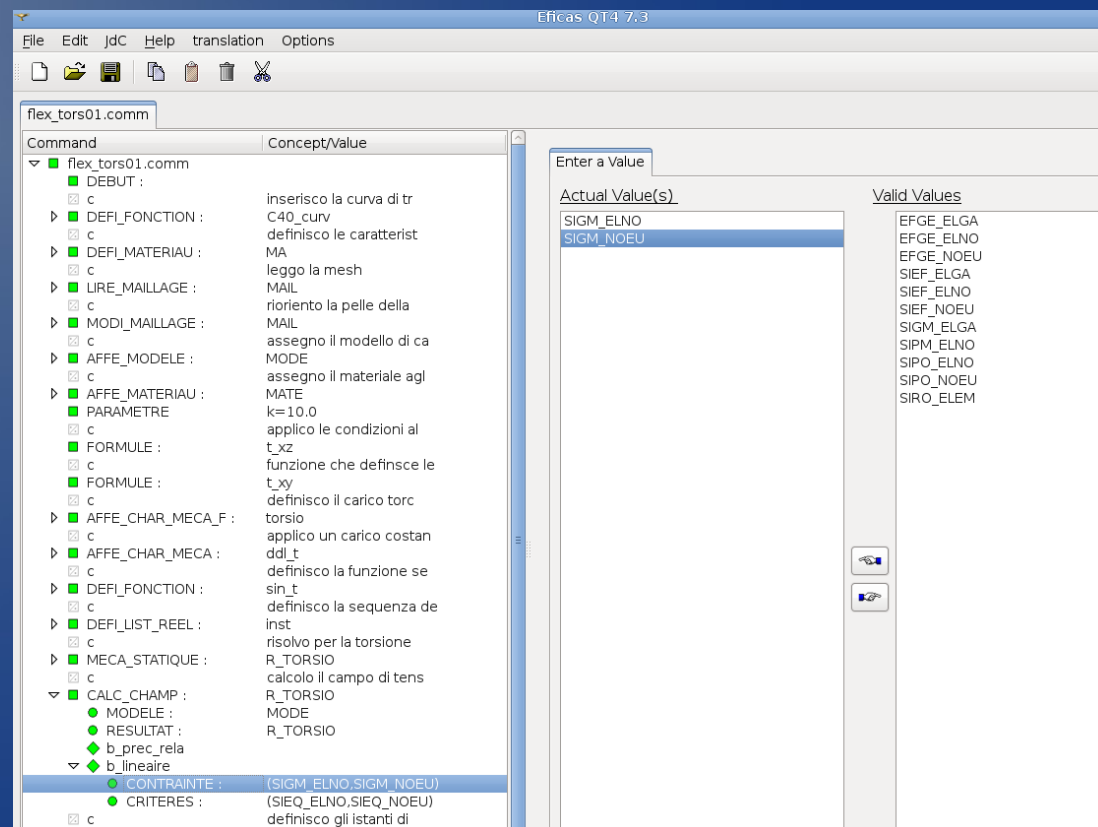 Eficas QT4 7.3
File Edit JdC Help translation Options
flex_tors01.comm
Command Concept/Value
flex_tors01.comm
DEBUT :
c inserisco la curva di tr
DEFI_FONCTION : C40_curv
c definisco le caratterist
DEFI_MATERIAU : MA
c leggo la mesh
LIRE_MAILLAGE : MAIL
c rioriento la pelle della
MODI_MAILLAGE : MAIL
c assegno il modello di ca
AFFE_MODELE : MODE
c assegno il materiale agl
AFFE_MATERIAU : MATE
PARAMETRE k=10.0
c applico le condizioni al
FORMULE : t_xz
c funzione che definsce le
FORMULE : t_xy
c definisco il carico torc
AFFE_CHAR_MECA_F : torsio
c applico un carico costan
AFFE_CHAR_MECA : ddl_t
c definisco la funzione se
DEFI_FONCTION : sin_t
c definisco la sequenza de
DEFI_LIST_REEL : inst
c risolvo per la torsione
MECA_STATIQUE : R_TORSIO
c calcolo il campo di tens
CALC_CHAMP : R_TORSIO
MODELE : MODE
RESULTAT : R_TORSIO
b_prec_rela
b_lineaire
CONTRAINTE : (SIGM_ELNO,SIGM_NOEU)
CRITERES : (SIEQ_ELNO,SIEQ_NOEU)
c definisco gli istanti di
Enter a Value
Actual Value(s)
SIGM_ELNO
SIGM_NOEU
Valid Values
EFGE_ELGA
EFGE_ELNO
EFGE_NOEU
SIEF_ELGA
SIEF_ELNO
SIEF_NOEU
SIGM_ELGA
SIPM_ELNO
SIPO_ELNO
SIPO_NOEU
SIRO_ELEM